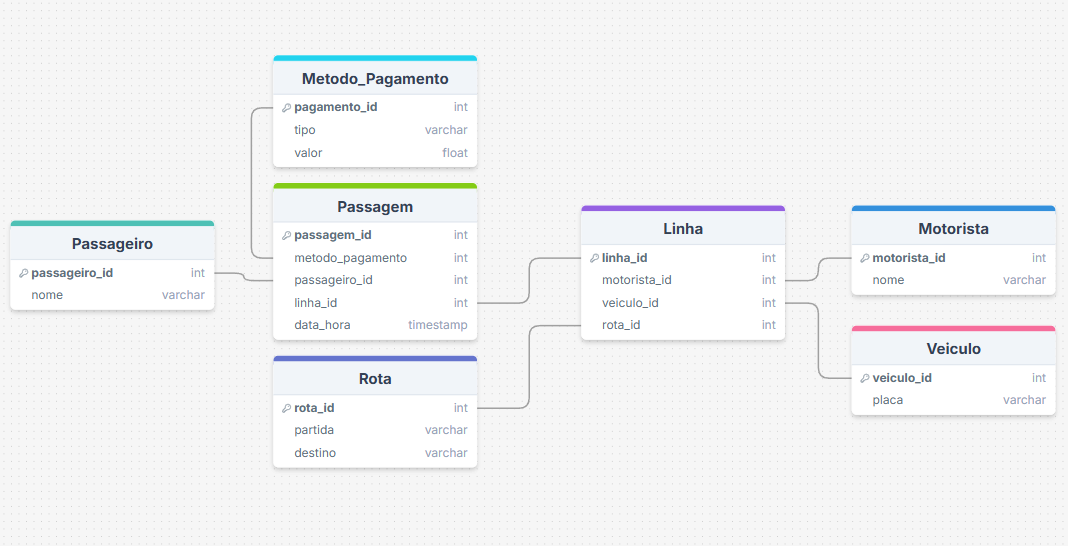 Metodo_Pagamento
pagamento_id int
tipo varchar
valor float
Passagem
passagem_id int
metodo_pagamento int
passageiro_id int
linha_id int
data_hora timestamp
Passageiro
passageiro_id int
nome varchar
Rota
rota_id int
partida varchar
destino varchar
Linha
linha_id int
motorista_id int
veiculo_id int
rota_id int
Motorista
motorista_id int
nome varchar
Veiculo
veiculo_id int
placa varchar